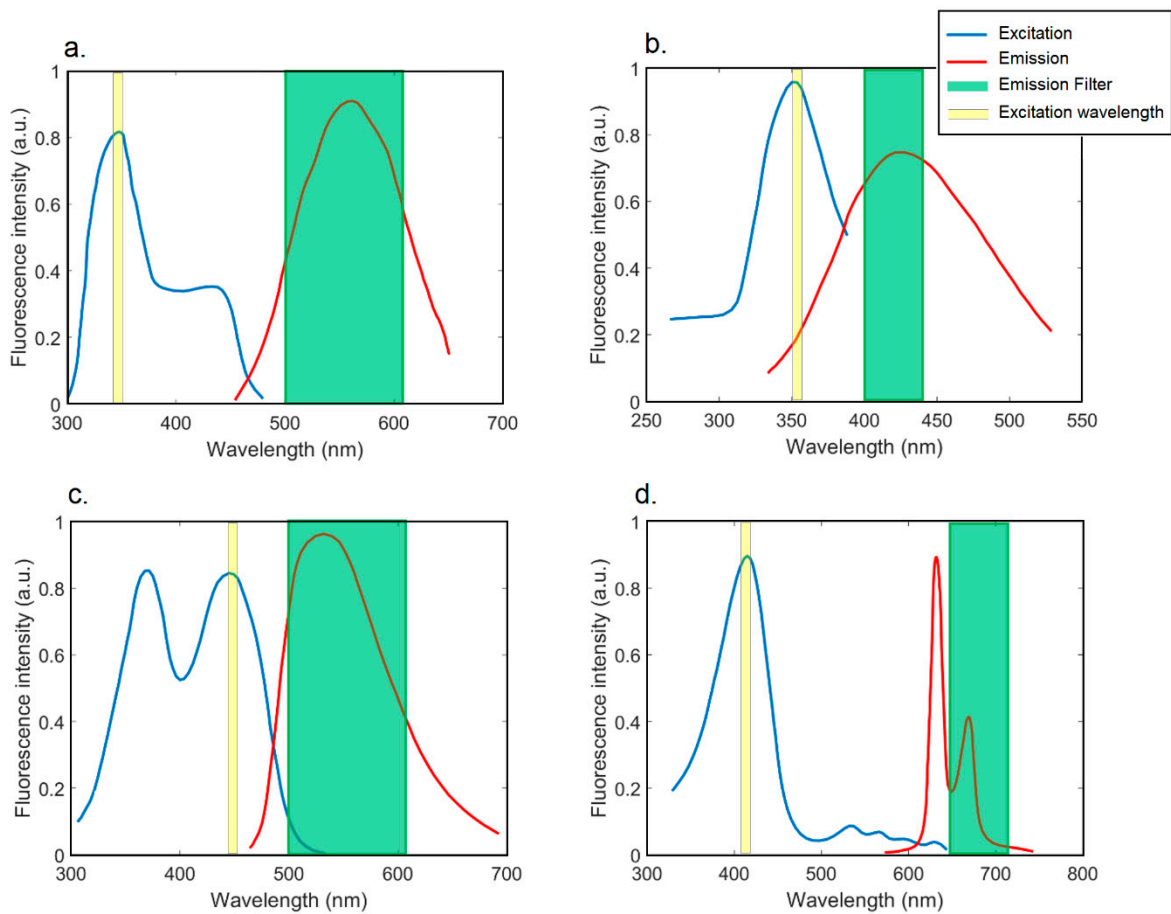 a.
Fluorescence intensity (a.u.)
1
0.8
0.6
0.4
0.2
0
300 400 500 600 700
Wavelength (nm)
b.
Fluorescence intensity (a.u.)
1
0.8
0.6
0.4
0.2
0
250 300 350 400 450 500 550
Wavelength (nm)
Excitation
Emission
Emission Filter
Excitation wavelength
c.
Fluorescence intensity (a.u.)
1
0.8
0.6
0.4
0.2
0
300 400 500 600 700
Wavelength (nm)
d.
Fluorescence intensity (a.u.)
1
0.8
0.6
0.4
0.2
0
400 500 600 700 800
Wavelength (nm)